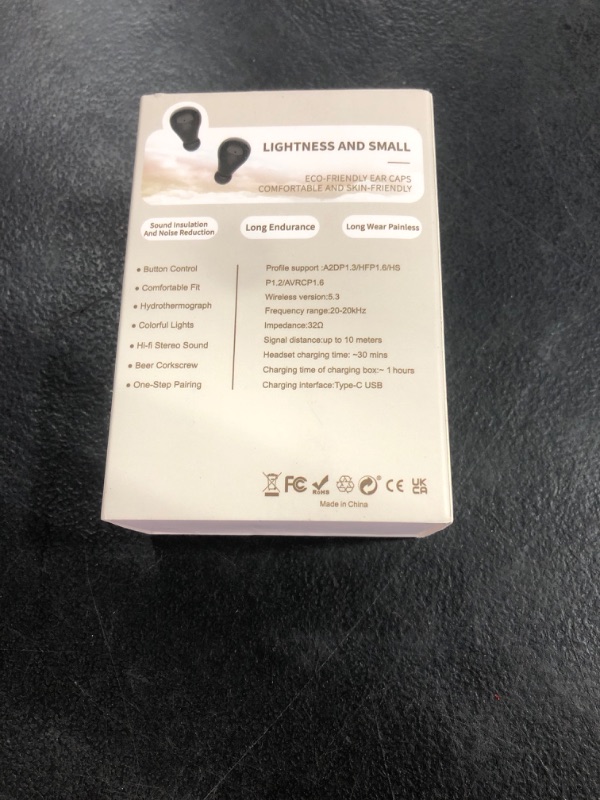 LIGHTNESS AND SMALL
ECO-FRIENDLY EAR CAPS
COMFORTABLE AND SKIN-FRIENDLY
Sound Insulation
And Noise Reduction
Long Endurance
Long Wear Painless
• Button Control
• Comfortable Fit
• Hydrothermograph
• Colorful Lights
• Hi-fi Stereo Sound
• Beer Corkscrew
• One-Step Pairing
Profile support :A2DP1.3/HFP1.6/HS
P1.2/AVRCP1.6
Wireless version:5.3
Frequency range:20-20kHz
Impedance:32Ω
Signal distance:up to 10 meters
Headset charging time: ~30 mins
Charging time of charging box:~ 1 hours
Charging interface:Type-C USB
FC RoHS CE UK
CA
Made in China